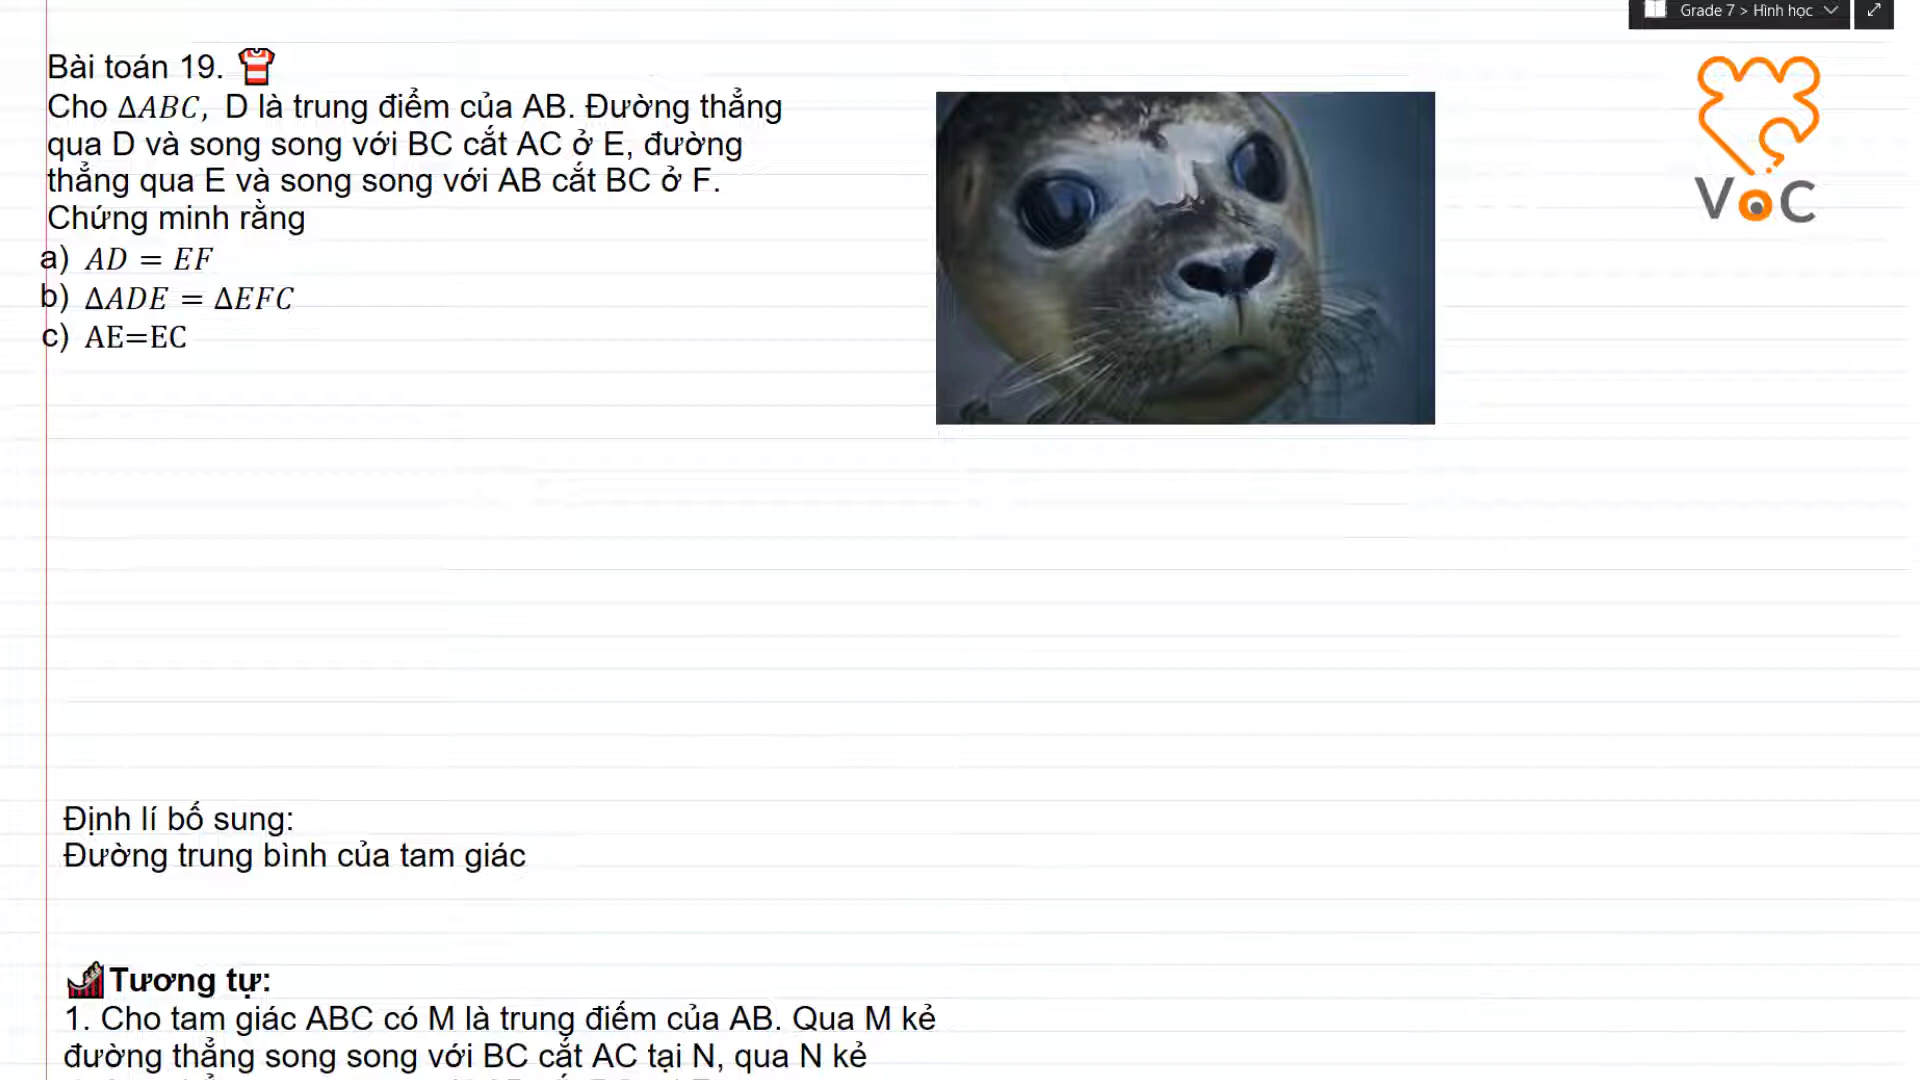 Grade 7 > Hình học
Bài toán 19.
Cho ΔABC, D là trung điểm của AB. Đường thẳng
qua D và song song với BC cắt AC ở E, đường
thẳng qua E và song song với AB cắt BC ở F.
Chứng minh rằng
a) AD = EF
b) ΔADE = ΔEFC
c) AE=EC
VOC
Định lí bổ sung:
Đường trung bình của tam giác
Tương tự:
1. Cho tam giác ABC có M là trung điểm của AB. Qua M kẻ
đường thẳng song song với BC cắt AC tại N, qua N kẻ